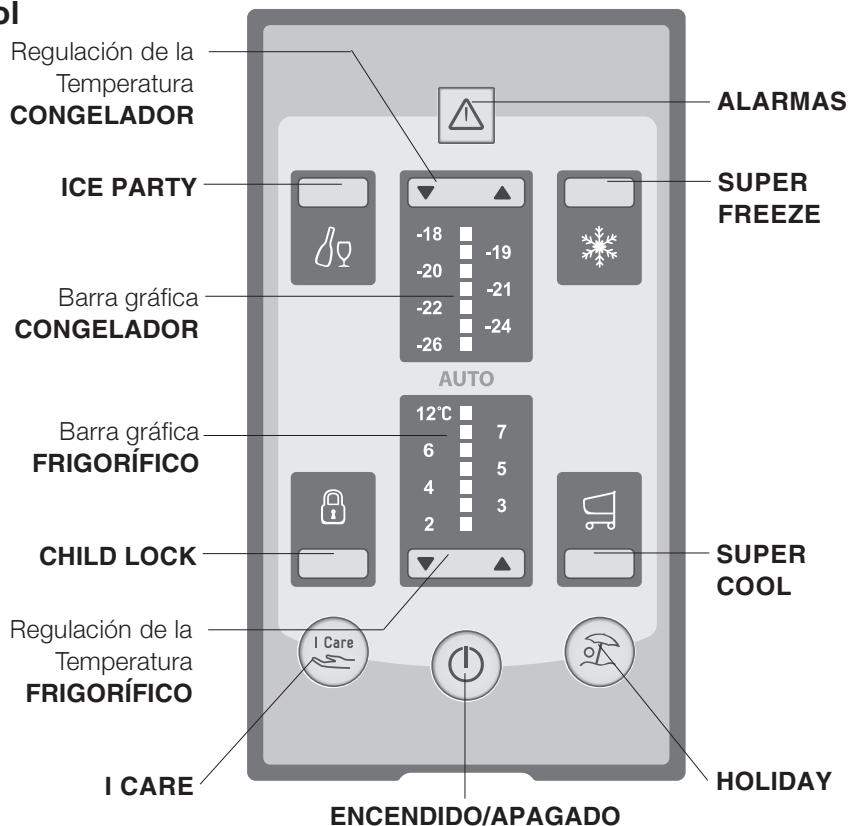 ol
Regulación de la
Temperatura
CONGELADOR
ALARMAS
ICE PARTY
SUPER
FREEZE
-18
-19
-20
-21
-22
-24
-26
Barra gráfica
CONGELADOR
AUTO
12°C
7
6
5
4
3
2
Barra gráfica
FRIGORÍFICO
CHILD LOCK
SUPER
COOL
Regulación de la
Temperatura
FRIGORÍFICO
I Care
I CARE
HOLIDAY
ENCENDIDO/APAGADO